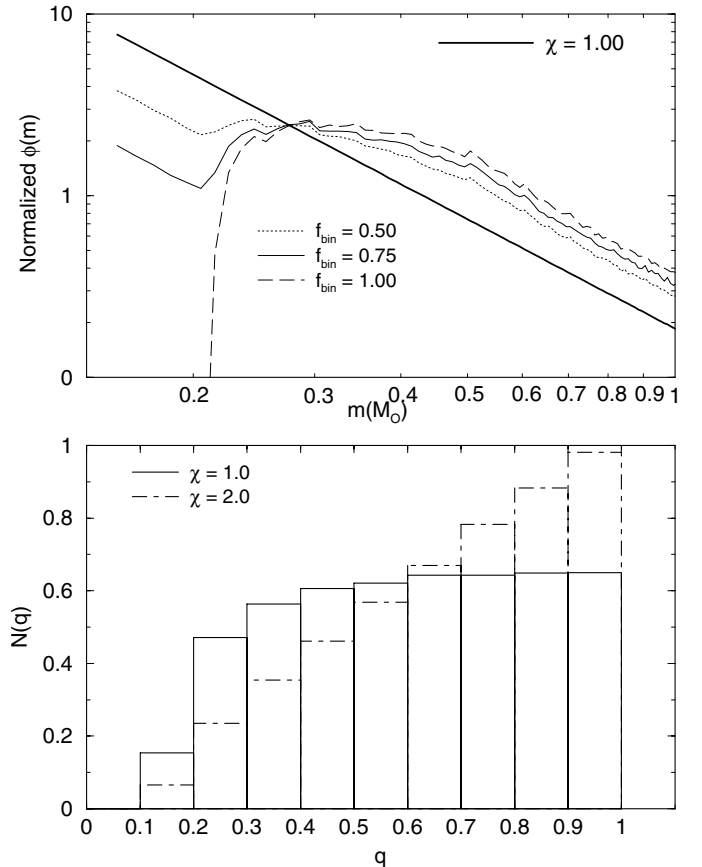 10
χ = 1.00
Normalized ϕ(m)
1
f_bin = 0.50
f_bin = 0.75
f_bin = 1.00
0
0.2 0.3 0.4 0.5 0.6 0.7 0.8 0.9 1
m(M_O)
1
χ = 1.0
χ = 2.0
0.8
0.6
N(q)
0.4
0.2
0
0 0.1 0.2 0.3 0.4 0.5 0.6 0.7 0.8 0.9 1
q